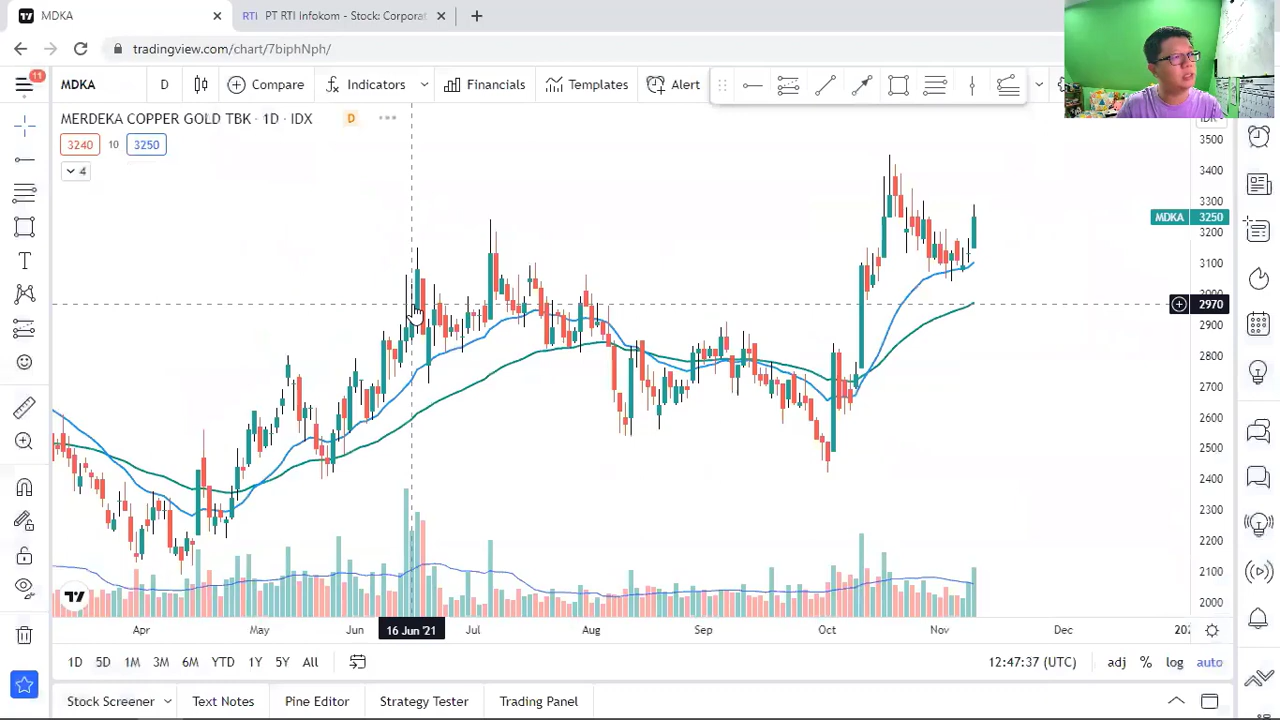 MDKA
RTI PT RTI Infokom - Stock: Corporat
tradingview.com/chart/7biphNph/
11
MDKA D Compare Indicators Financials Templates Alert
MERDEKA COPPER GOLD TBK · 1D · IDX D
3240 10 3250
4
3500
3400
3300
MDKA 3250
3200
3100
3000
2970
2900
2800
2700
2600
2500
2400
2300
2200
2100
2000
Apr May Jun 16 Jun '21 Jul Aug Sep Oct Nov Dec
1D 5D 1M 3M 6M YTD 1Y 5Y All 12:47:37 (UTC) adj % log auto
Stock Screener Text Notes Pine Editor Strategy Tester Trading Panel